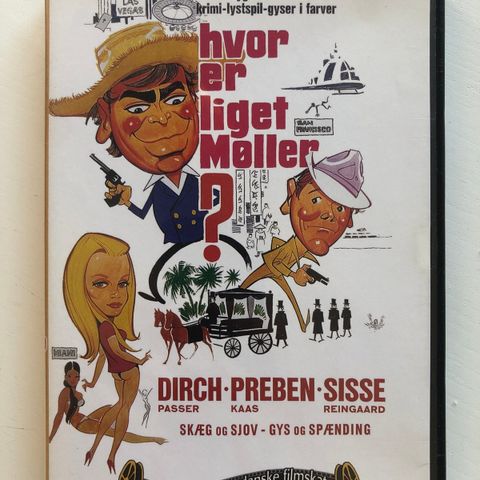 LAS
VEGAS
krimi-lystspil-gyser i farver
hvor
er
liget
Møller
?
SAN
FRANCISCO
MIAMI
DIRCH · PREBEN · SISSE
PASSER KAAS REINGAARD
SKÆG OG SJOV - GYS OG SPÆNDING
danske filmskat